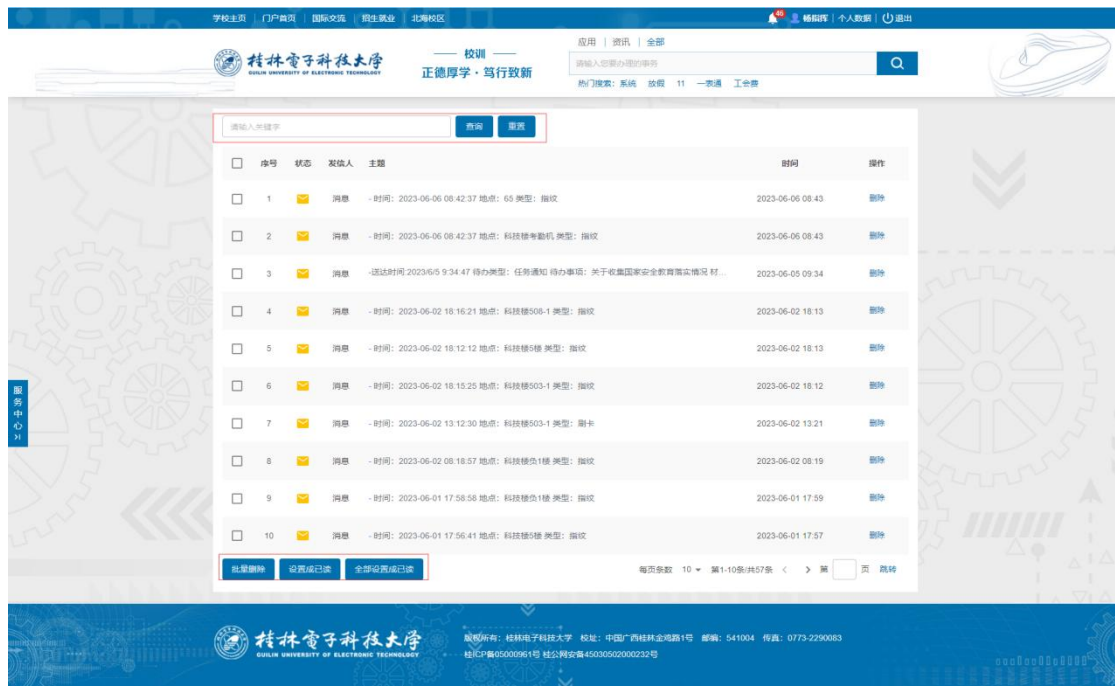 学校主页 | 门户首页 | 国际交流 | 招生就业 | 北海校区
46 杨振晖 | 个人数据 | 退出
桂林电子科技大学
GUILIN UNIVERSITY OF ELECTRONIC TECHNOLOGY
校训
正德厚学·笃行致新
应用 | 资讯 | 全部
请输入您要办理的事务
热门搜索：系统 放假 11 一表通 工会费
请输入关键字 查询 重置
序号 状态 发信人 主题 时间 操作
1 消息 - 时间：2023-06-06 08:42:37 地点：65 类型：指纹 2023-06-06 08:43 删除
2 消息 - 时间：2023-06-06 08:42:37 地点：科技楼考勤机 类型：指纹 2023-06-06 08:43 删除
3 消息 -送达时间:2023/6/5 9:34:47 待办类型：任务通知 待办事项：关于收集国家安全教育落实情况 材... 2023-06-05 09:34 删除
4 消息 - 时间：2023-06-02 18:16:21 地点：科技楼508-1 类型：指纹 2023-06-02 18:13 删除
5 消息 - 时间：2023-06-02 18:12:12 地点：科技楼5楼 类型：指纹 2023-06-02 18:13 删除
6 消息 - 时间：2023-06-02 18:15:25 地点：科技楼503-1 类型：指纹 2023-06-02 18:12 删除
7 消息 - 时间：2023-06-02 13:12:30 地点：科技楼503-1 类型：刷卡 2023-06-02 13:21 删除
8 消息 - 时间：2023-06-02 08:18:57 地点：科技楼负1楼 类型：指纹 2023-06-02 08:19 删除
9 消息 - 时间：2023-06-01 17:58:58 地点：科技楼负1楼 类型：指纹 2023-06-01 17:59 删除
10 消息 - 时间：2023-06-01 17:56:41 地点：科技楼5楼 类型：指纹 2023-06-01 17:57 删除
批量删除 设置成已读 全部设置成已读 每页条数 10 第1-10条/共57条 第 页 跳转
服务中心
桂林电子科技大学
GUILIN UNIVERSITY OF ELECTRONIC TECHNOLOGY
版权所有：桂林电子科技大学 校址：中国广西桂林金鸡路1号 邮编：541004 传真：0773-2290083
桂ICP备05000961号 桂公网安备45030502000232号